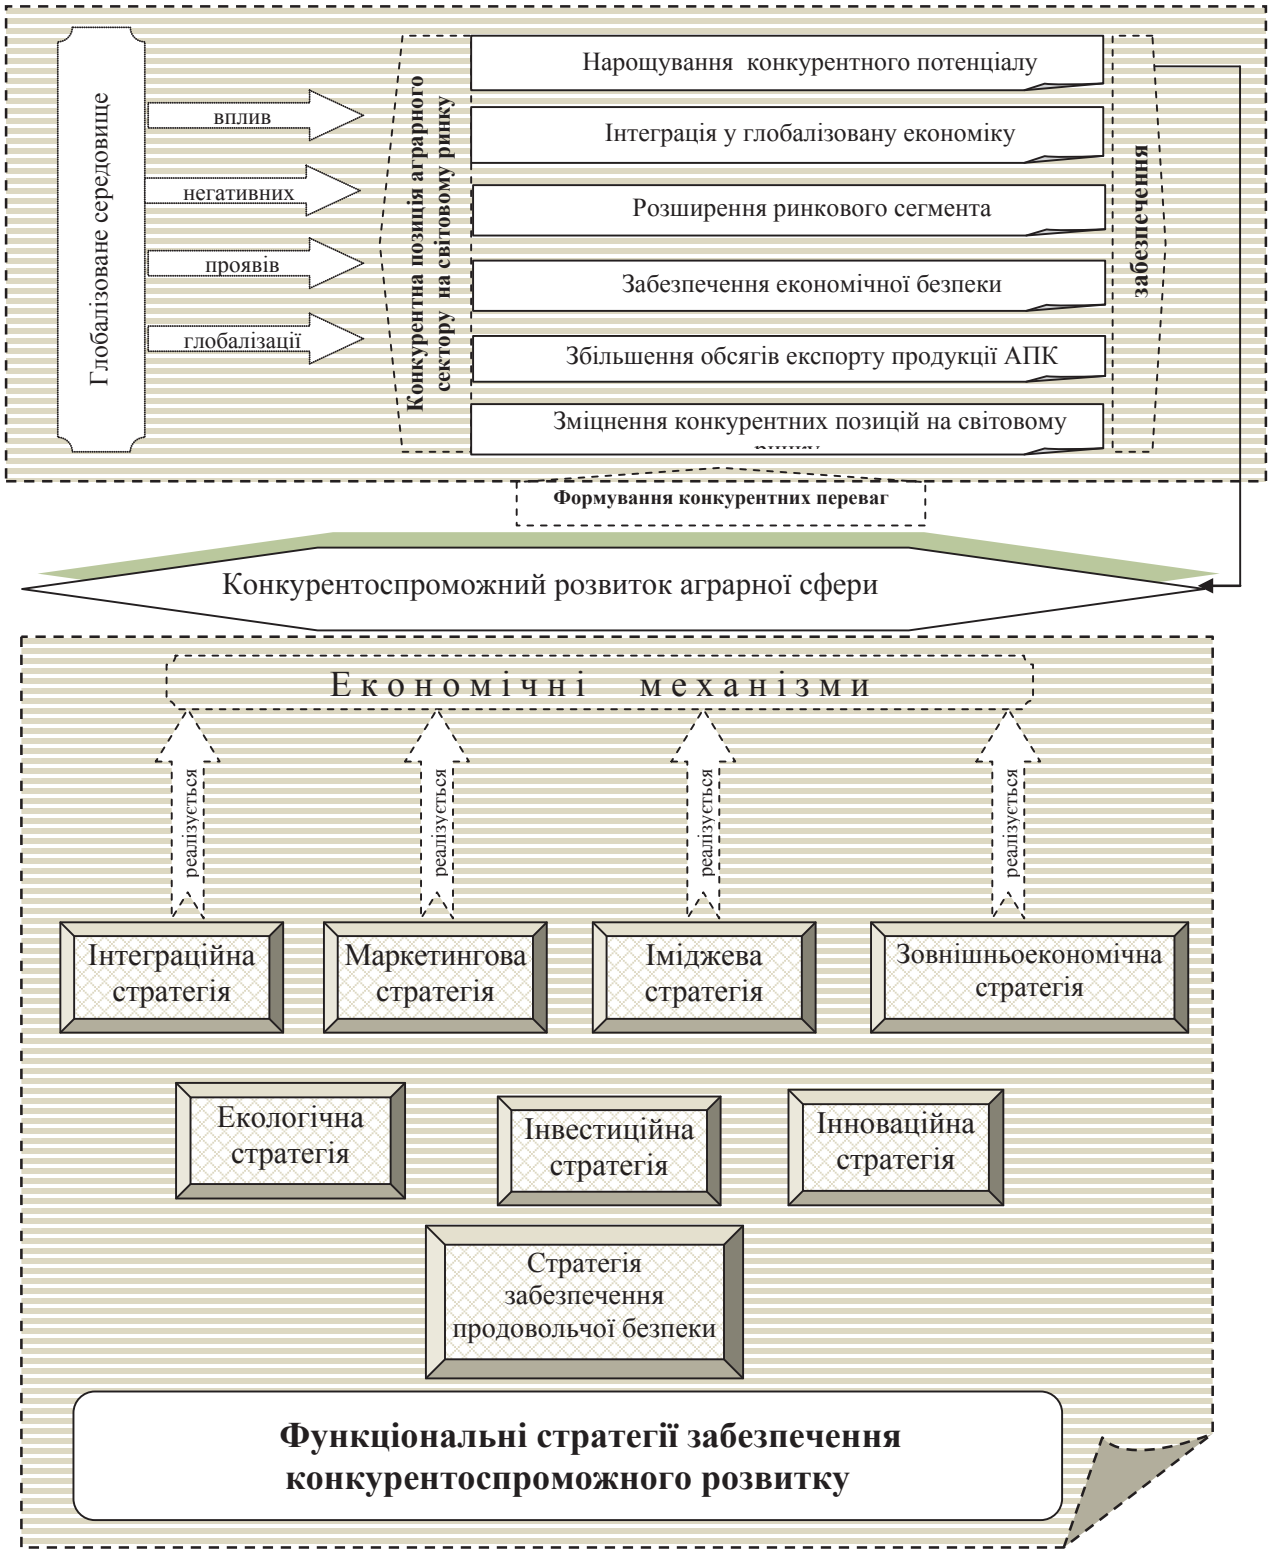 Глобалізоване середовище
вплив
негативних
проявів
глобалізації
Конкурентна позиція аграрного
сектору на світовому ринку
Нарощування конкурентного потенціалу
Інтеграція у глобалізовану економіку
Розширення ринкового сегмента
Забезпечення економічної безпеки
Збільшення обсягів експорту продукції АПК
Зміцнення конкурентних позицій на світовому
забезпечення
Формування конкурентних переваг
Конкурентоспроможний розвиток аграрної сфери
Економічні механізми
реалізується
реалізується
реалізується
реалізується
Інтеграційна
стратегія
Маркетингова
стратегія
Іміджева
стратегія
Зовнішньоекономічна
стратегія
Екологічна
стратегія
Інвестиційна
стратегія
Інноваційна
стратегія
Стратегія
забезпечення
продовольчої безпеки
Функціональні стратегії забезпечення
конкурентоспроможного розвитку